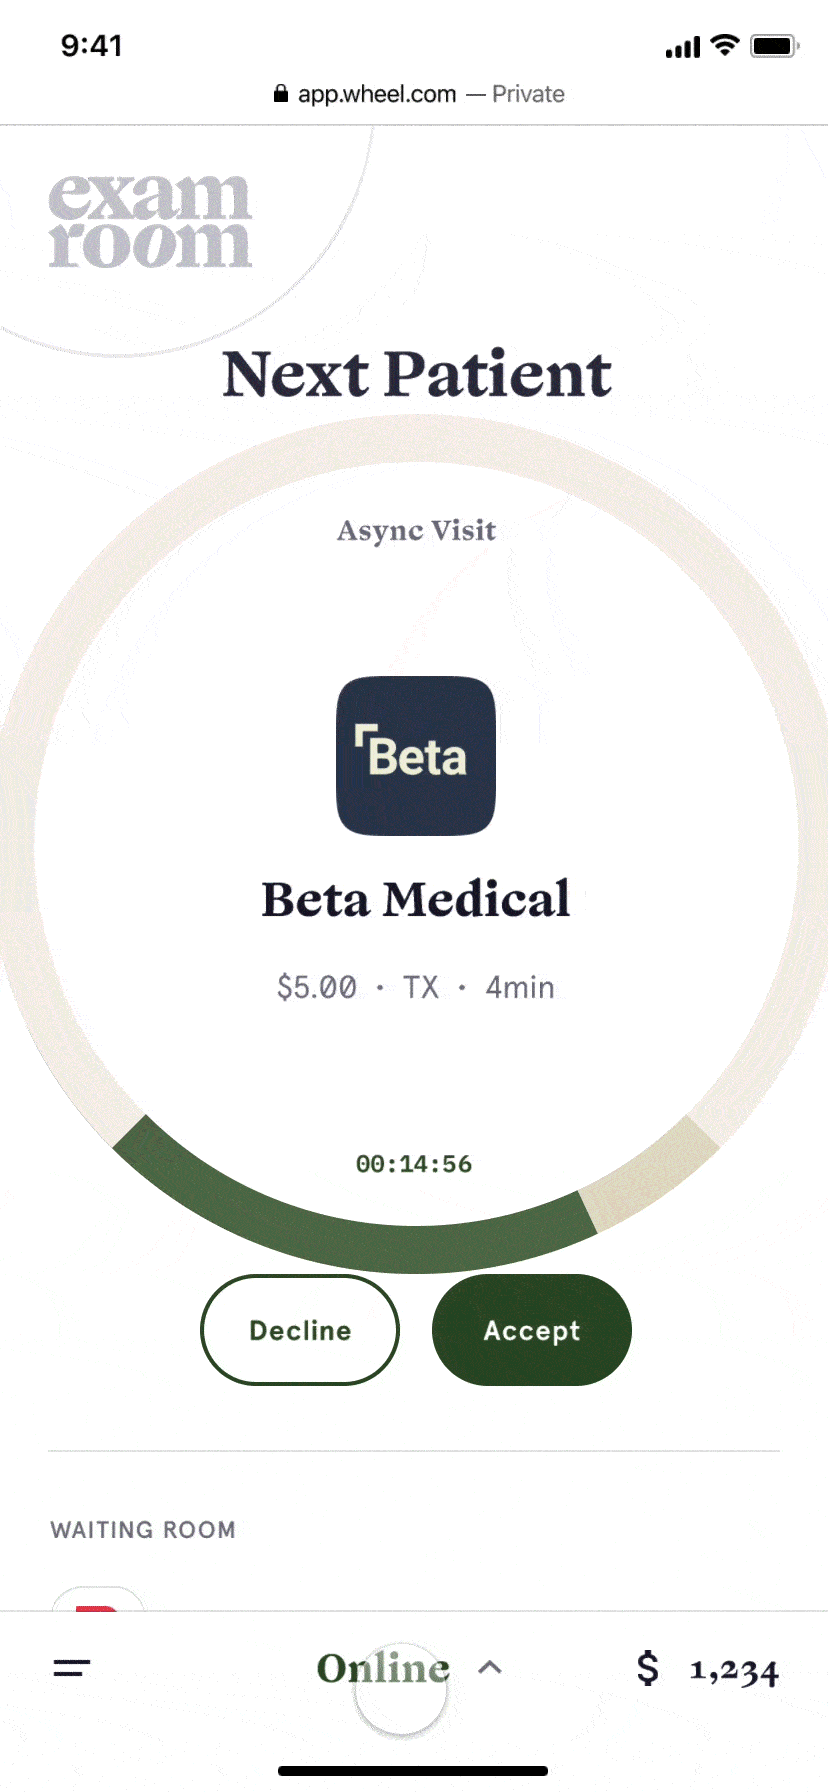 9:41
app.wheel.com — Private
exam
room
Next Patient
Async Visit
Beta
Beta Medical
$5.00 · TX · 4min
00:14:56
Decline
Accept
WAITING ROOM
Online
$ 1,234